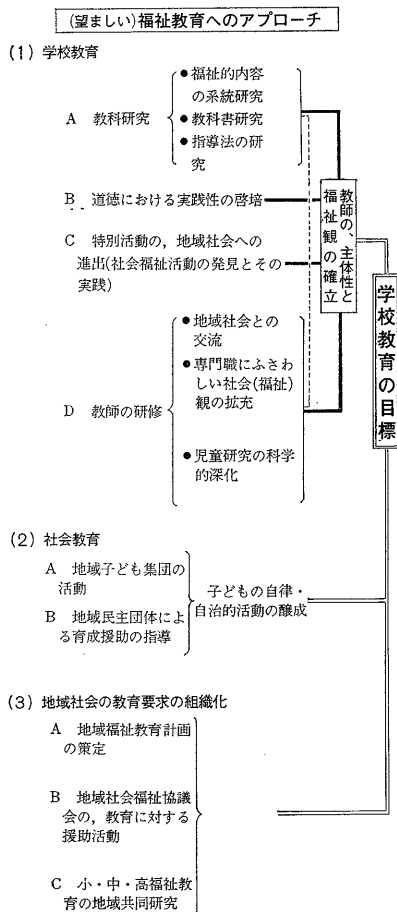 (望ましい)福祉教育へのアプローチ
(1) 学校教育
A 教科研究
●福祉的内容
の系統研究
●教科書研究
●指導法の研
究
B 道徳における実践性の啓培
C 特別活動の,地域社会への
進出(社会福祉活動の発見とその
実践)
D 教師の研修
●地域社会との
交流
●専門職にふさわ
しい社会(福祉)
観の拡充
●児童研究の科学
的深化
教師の、主体性と
福祉観の確立
学校教育の目標
(2) 社会教育
A 地域子ども集団の
活動
B 地域民主団体によ
る育成援助の指導
子どもの自律・
自治的活動の醸成
(3) 地域社会の教育要求の組織化
A 地域福祉教育計画
の策定
B 地域社会福祉協議
会の,教育に対する
援助活動
C 小・中・高福祉教
育の地域共同研究